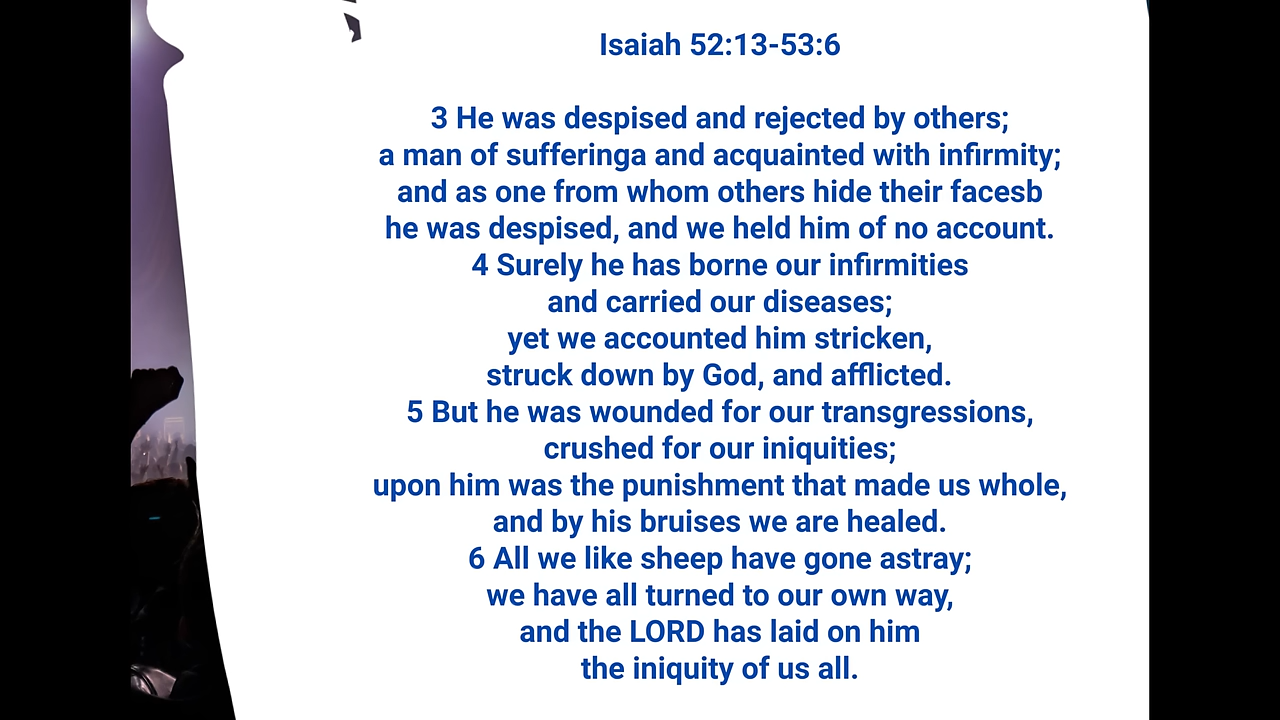 Isaiah 52:13-53:6
3 He was despised and rejected by others;
a man of sufferinga and acquainted with infirmity;
and as one from whom others hide their facesb
he was despised, and we held him of no account.
4 Surely he has borne our infirmities
and carried our diseases;
yet we accounted him stricken,
struck down by God, and afflicted.
5 But he was wounded for our transgressions,
crushed for our iniquities;
upon him was the punishment that made us whole,
and by his bruises we are healed.
6 All we like sheep have gone astray;
we have all turned to our own way,
and the LORD has laid on him
the iniquity of us all.